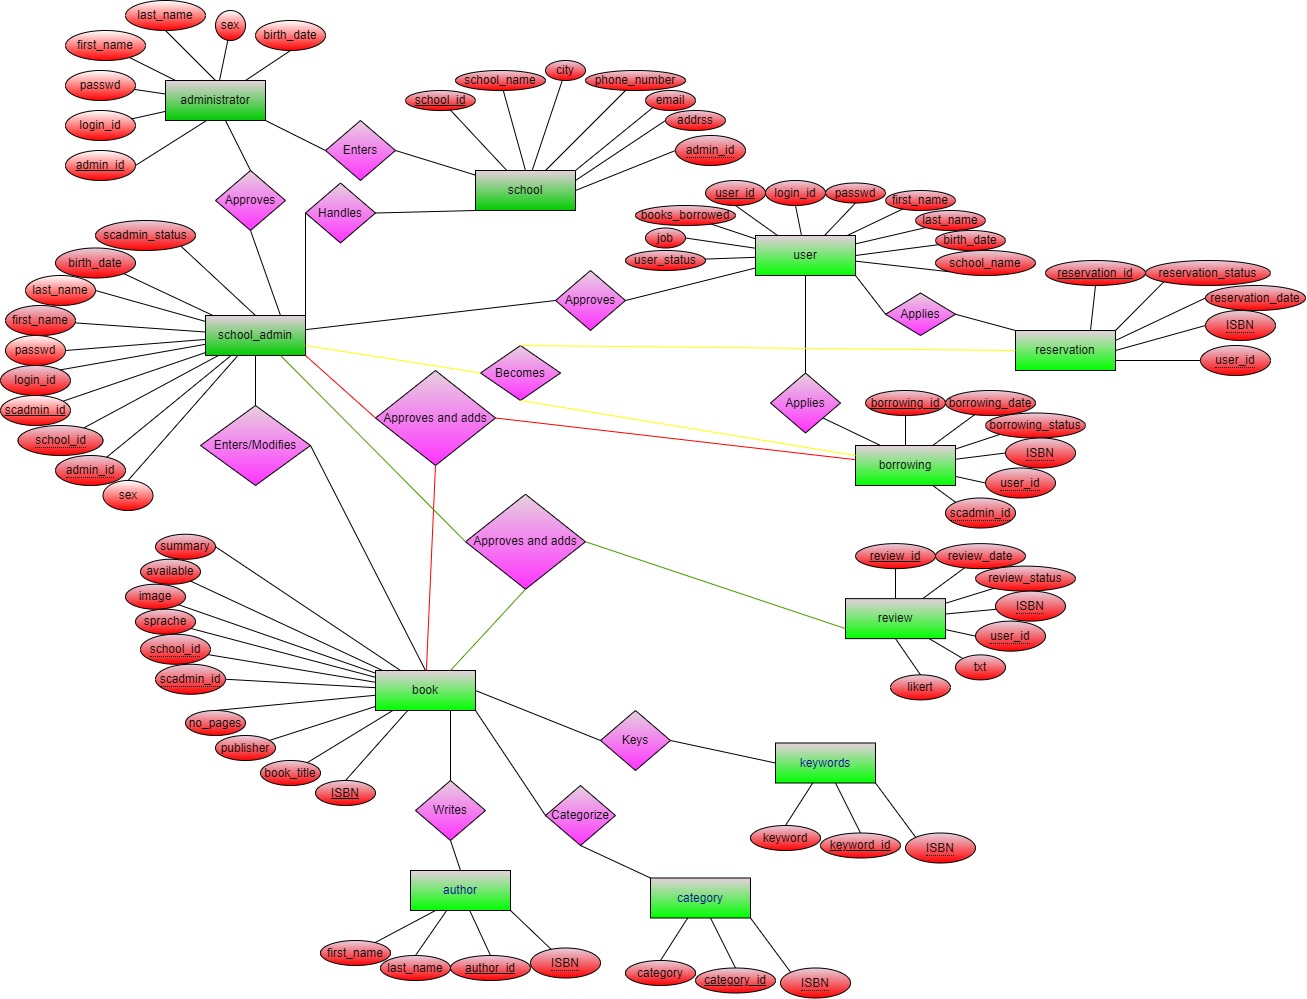 last_name
sex
birth_date
first_name
passwd
administrator
login_id
admin_id
school_name
city
phone_number
school_id
email
addrss
admin_id
Enters
school
Approves
Handles
user_id
login_id
passwd
first_name
books_borrowed
last_name
job
birth_date
user_status
user
school_name
scadmin_status
birth_date
last_name
first_name
passwd
login_id
scadmin_id
school_id
admin_id
sex
school_admin
Approves
Applies
reservation_id
reservation_status
reservation_date
ISBN
user_id
reservation
Becomes
Approves and adds
Applies
borrowing_id
borrowing_date
borrowing_status
ISBN
user_id
scadmin_id
borrowing
Enters/Modifies
Approves and adds
review_id
review_date
review_status
ISBN
user_id
txt
likert
review
summary
available
image
sprache
school_id
scadmin_id
no_pages
publisher
book_title
ISBN
book
Keys
keywords
keyword
keyword_id
ISBN
Writes
Categorize
author
first_name
last_name
author_id
ISBN
category
category
category_id
ISBN